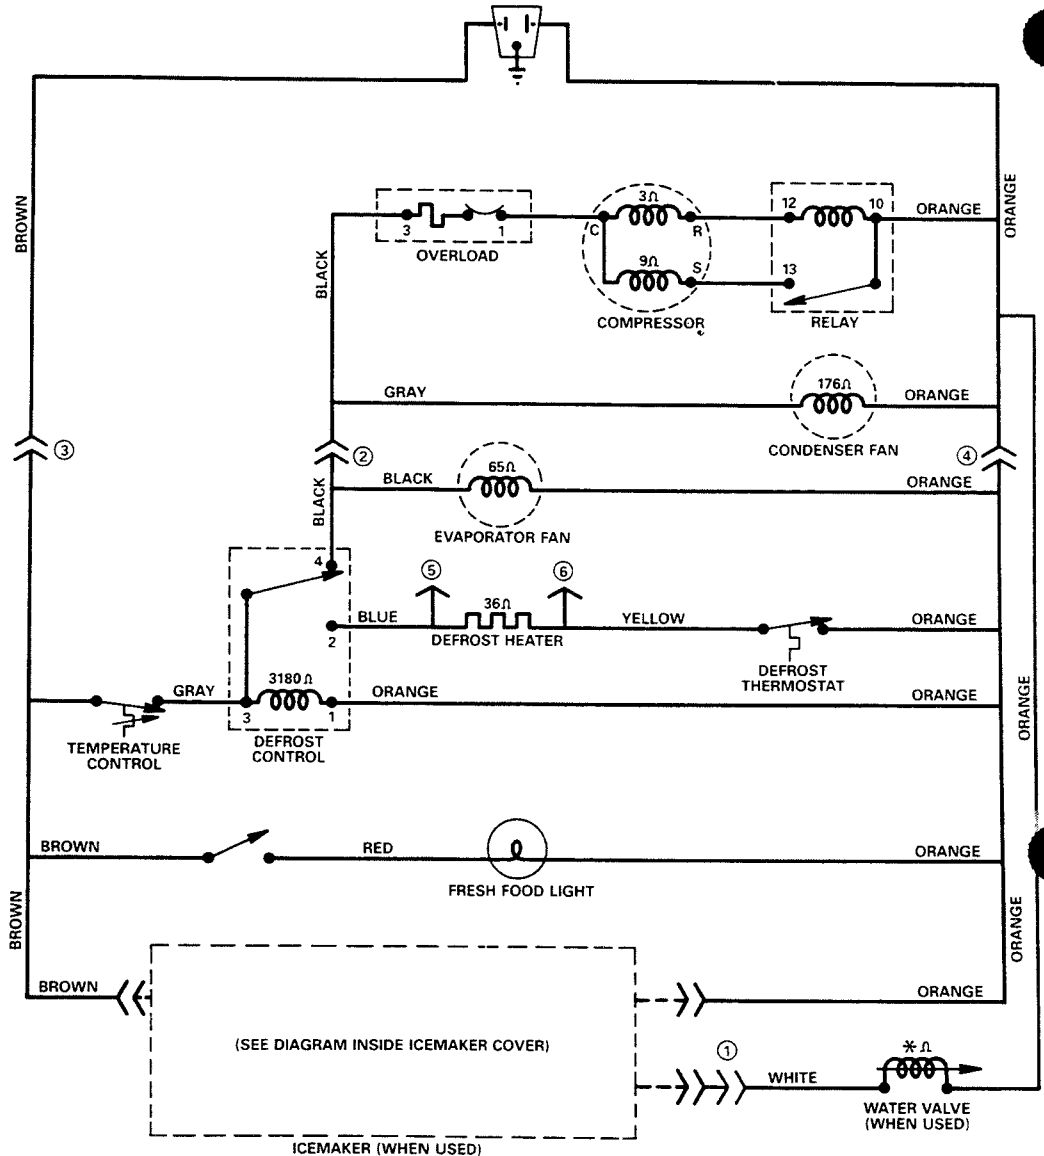 BROWN
ORANGE
3Ω
12
10
ORANGE
3
1
C
R
OVERLOAD
BLACK
9Ω
S
13
COMPRESSOR
RELAY
176Ω
GRAY
ORANGE
CONDENSER FAN
3
2
4
65Ω
BLACK
BLACK
ORANGE
EVAPORATOR FAN
4
5
6
36Ω
BLUE
YELLOW
ORANGE
2
DEFROST HEATER
DEFROST
THERMOSTAT
3180Ω
GRAY
ORANGE
ORANGE
ORANGE
3
1
TEMPERATURE
CONTROL
DEFROST
CONTROL
BROWN
RED
ORANGE
FRESH FOOD LIGHT
BROWN
ORANGE
BROWN
ORANGE
(SEE DIAGRAM INSIDE ICEMAKER COVER)
1
*Ω
WHITE
WATER VALVE
(WHEN USED)
ICEMAKER (WHEN USED)